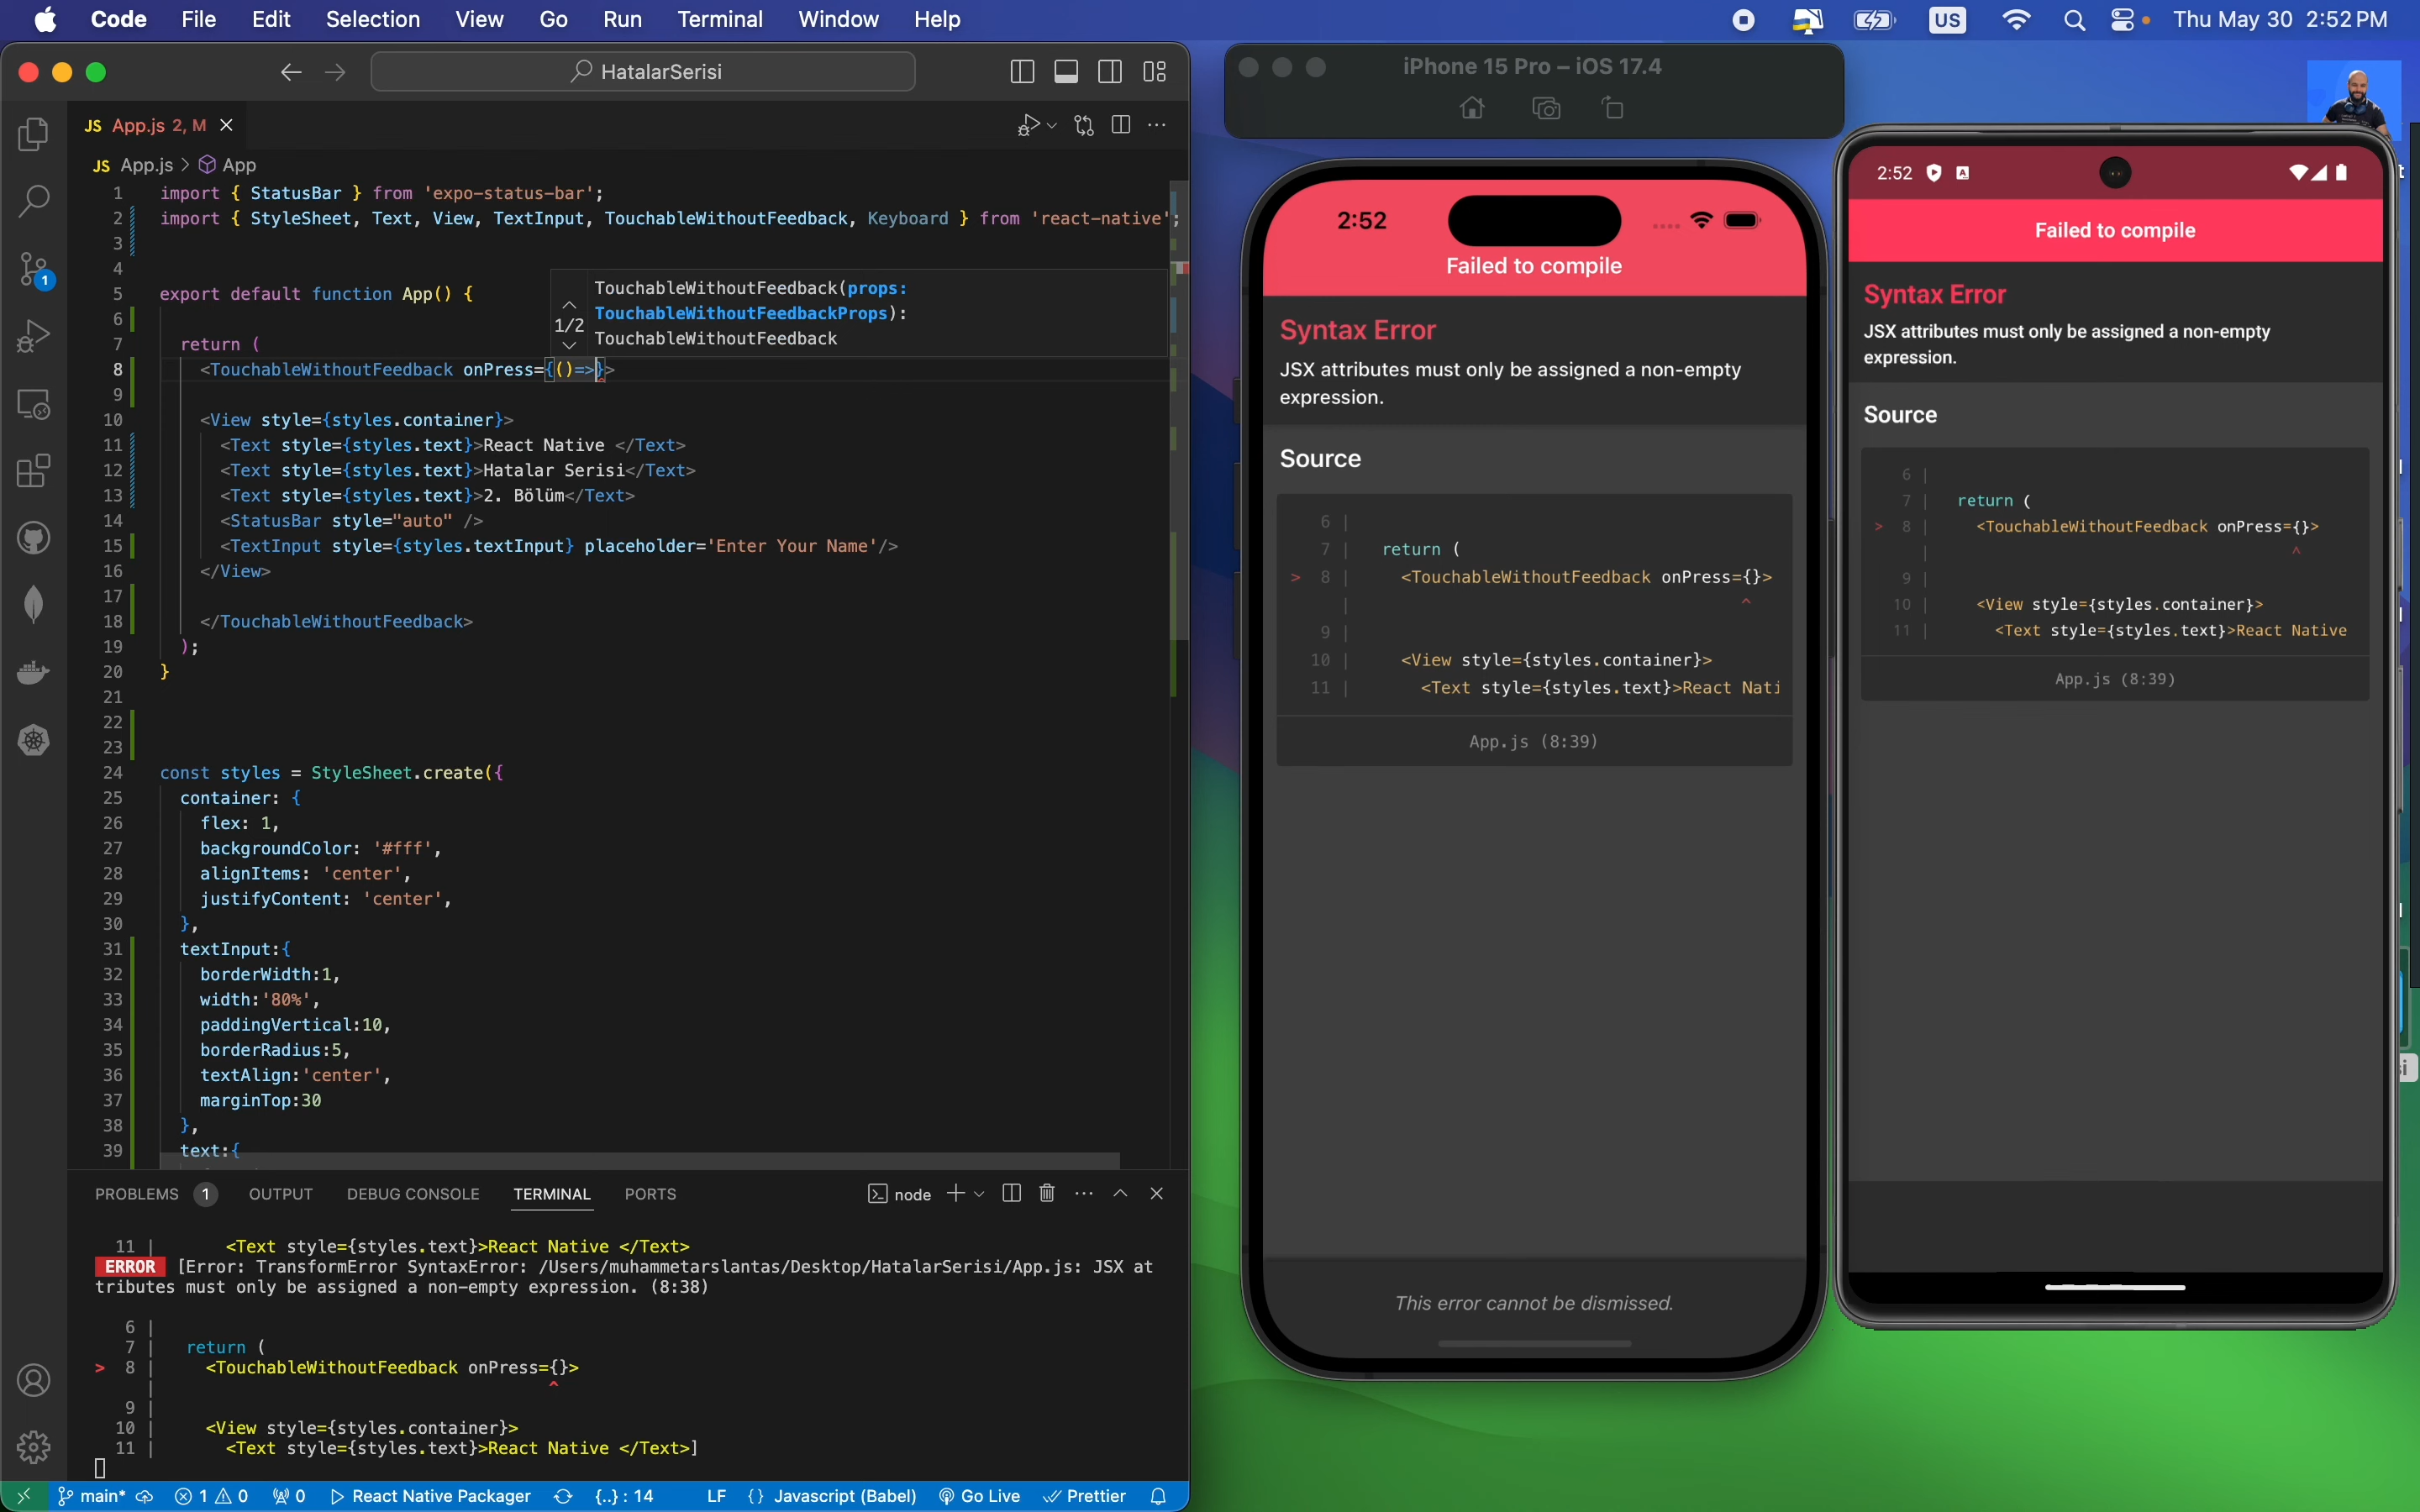 Code File Edit Selection View Go Run Terminal Window Help
US Thu May 30 2:52 PM
HatalarSerisi
JS App.js 2, M
JS App.js > App
1 import { StatusBar } from 'expo-status-bar';
2 import { StyleSheet, Text, View, TextInput, TouchableWithoutFeedback, Keyboard } from 'react-native';
3
4
5 export default function App() {
6
7 return (
8 <TouchableWithoutFeedback onPress={()=>}>
9
10 <View style={styles.container}>
11 <Text style={styles.text}>React Native </Text>
12 <Text style={styles.text}>Hatalar Serisi</Text>
13 <Text style={styles.text}>2. Bölüm</Text>
14 <StatusBar style="auto" />
15 <TextInput style={styles.textInput} placeholder='Enter Your Name'/>
16 </View>
17
18 </TouchableWithoutFeedback>
19 );
20 }
21
22
23
24 const styles = StyleSheet.create({
25 container: {
26 flex: 1,
27 backgroundColor: '#fff',
28 alignItems: 'center',
29 justifyContent: 'center',
30 },
31 textInput:{
32 borderWidth:1,
33 width:'80%',
34 paddingVertical:10,
35 borderRadius:5,
36 textAlign:'center',
37 marginTop:30
38 },
39 text:{
1/2
TouchableWithoutFeedback(props:
TouchableWithoutFeedbackProps):
TouchableWithoutFeedback
1
PROBLEMS 1 OUTPUT DEBUG CONSOLE TERMINAL PORTS node
11 | <Text style={styles.text}>React Native </Text>
ERROR [Error: TransformError SyntaxError: /Users/muhammetarslantas/Desktop/HatalarSerisi/App.js: JSX at
tributes must only be assigned a non-empty expression. (8:38)
6 |
7 | return (
> 8 | <TouchableWithoutFeedback onPress={}>
| ^
9 |
10 | <View style={styles.container}>
11 | <Text style={styles.text}>React Native </Text>]
main* 1 0 0 React Native Packager {..} : 14 LF {} Javascript (Babel) Go Live Prettier
iPhone 15 Pro – iOS 17.4
2:52
Failed to compile
Syntax Error
JSX attributes must only be assigned a non-empty
expression.
Source
6 |
7 | return (
> 8 | <TouchableWithoutFeedback onPress={}>
| ^
9 |
10 | <View style={styles.container}>
11 | <Text style={styles.text}>React Nati
App.js (8:39)
This error cannot be dismissed.
2:52
Failed to compile
Syntax Error
JSX attributes must only be assigned a non-empty
expression.
Source
6 |
7 | return (
> 8 | <TouchableWithoutFeedback onPress={}>
| ^
9 |
10 | <View style={styles.container}>
11 | <Text style={styles.text}>React Native
App.js (8:39)